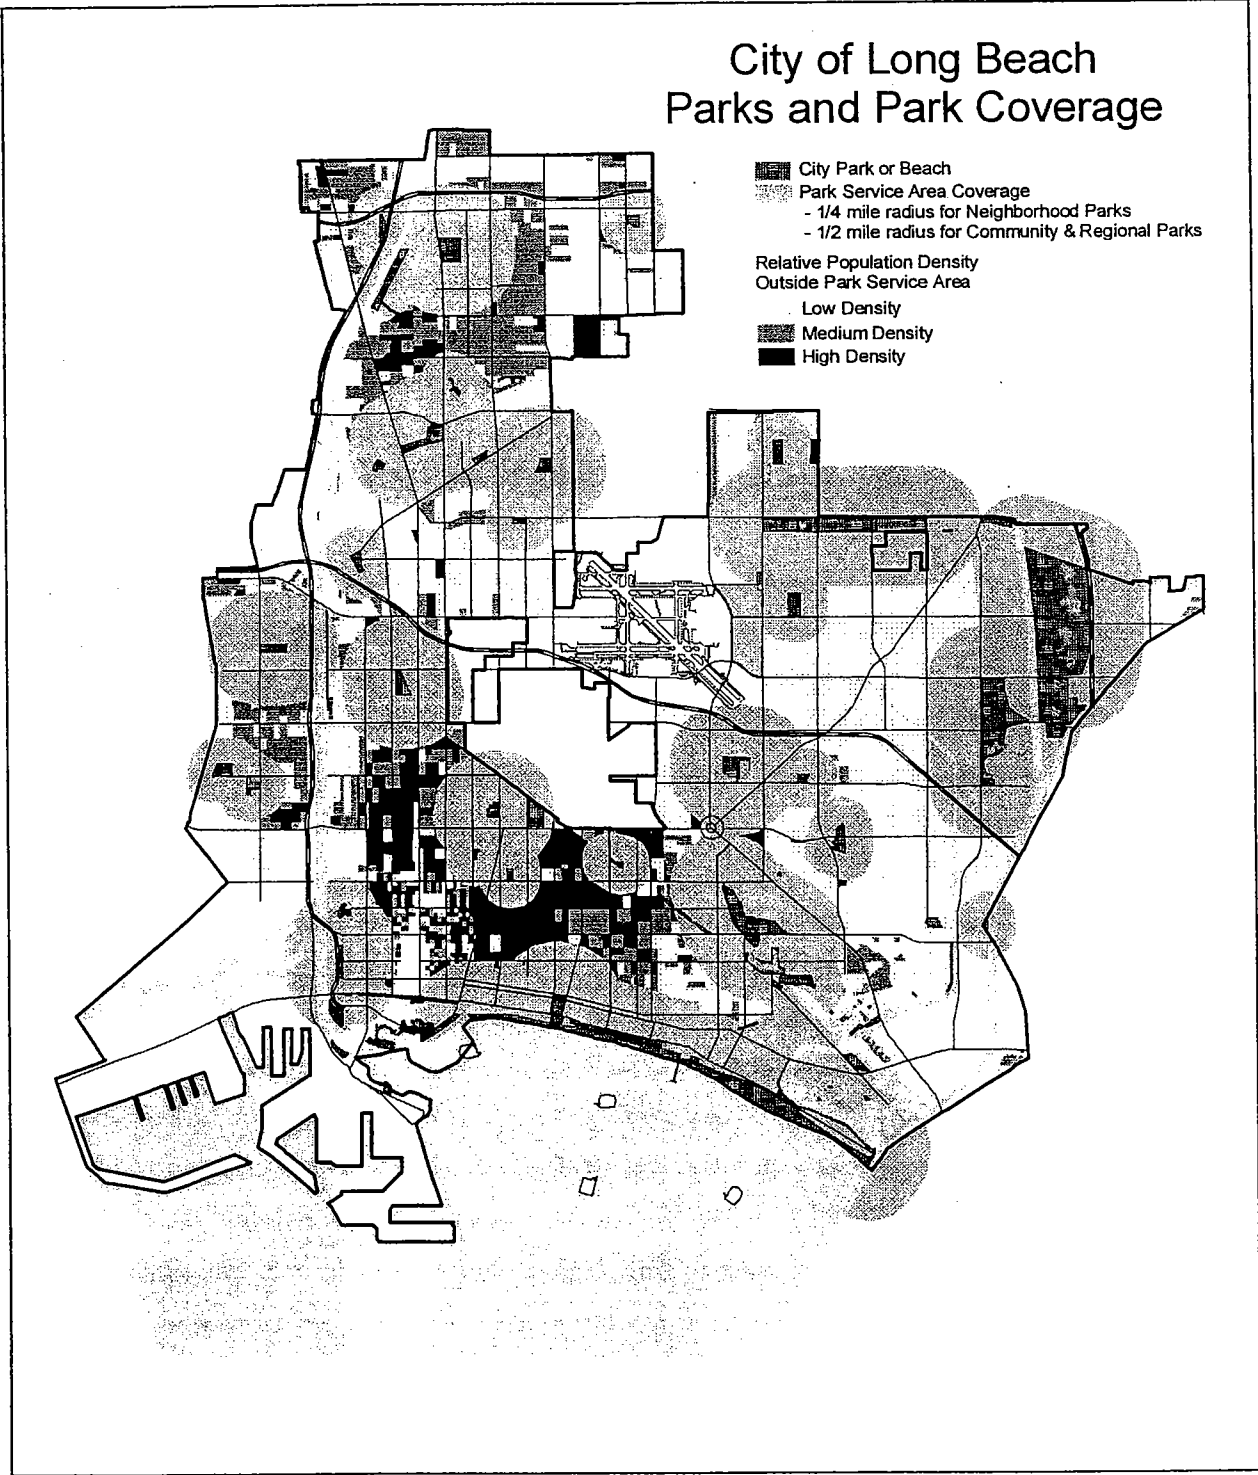 City of Long Beach
Parks and Park Coverage
City Park or Beach
Park Service Area Coverage
- 1/4 mile radius for Neighborhood Parks
- 1/2 mile radius for Community & Regional Parks
Relative Population Density
Outside Park Service Area
Low Density
Medium Density
High Density